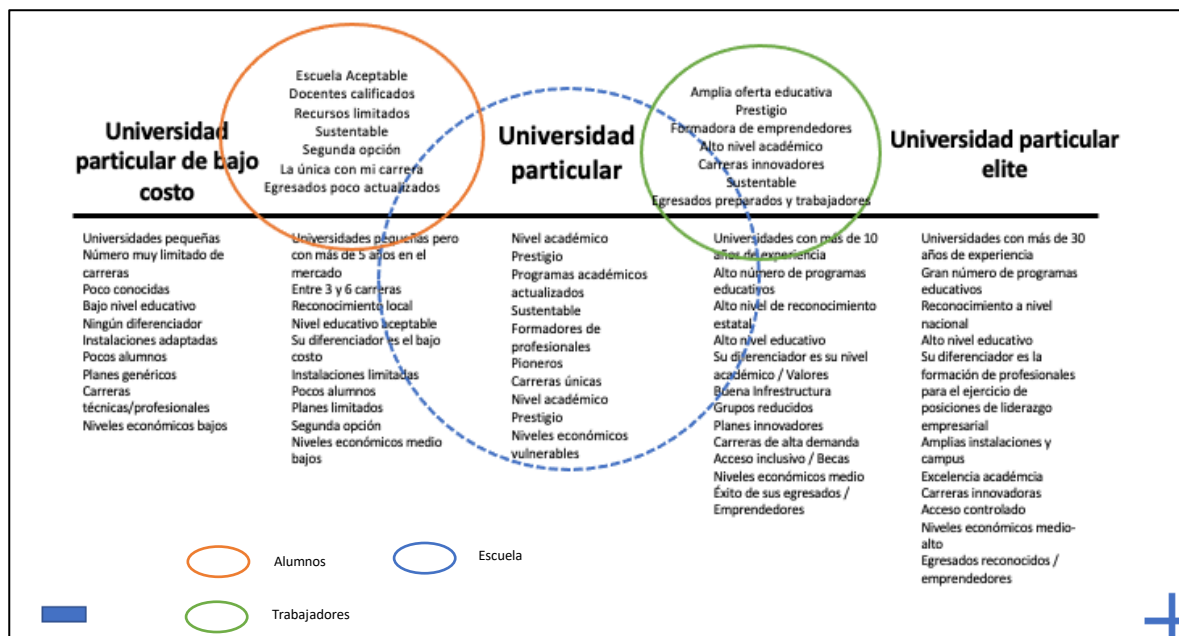 Escuela Aceptable
Docentes calificados
Recursos limitados
Sustentable
Segunda opción
La única con mi carrera
Egresados poco actualizados
Amplia oferta educativa
Prestigio
Formadora de emprendedores
Alto nivel académico
Carreras innovadores
Sustentable
Egresados preparados y trabajadores
Universidad
particular de bajo
costo
Universidad
particular
Universidad particular
elite
Universidades pequeñas
Número muy limitado de
carreras
Poco conocidas
Bajo nivel educativo
Ningún diferenciador
Instalaciones adaptadas
Pocos alumnos
Planes genéricos
Carreras
técnicas/profesionales
Niveles económicos bajos
Universidades pequeñas pero
con más de 5 años en el
mercado
Entre 3 y 6 carreras
Reconocimiento local
Nivel educativo aceptable
Su diferenciador es el bajo
costo
Instalaciones limitadas
Pocos alumnos
Planes limitados
Segunda opción
Niveles económicos medio
bajos
Nivel académico
Prestigio
Programas académicos
actualizados
Sustentable
Formadores de
profesionales
Pioneros
Carreras únicas
Nivel académico
Prestigio
Niveles económicos
vulnerables
Universidades con más de 10
años de experiencia
Alto número de programas
educativos
Alto nivel de reconocimiento
estatal
Alto nivel educativo
Su diferenciador es su nivel
académico / Valores
Buena Infrestructura
Grupos reducidos
Planes innovadores
Carreras de alta demanda
Acceso inclusivo / Becas
Niveles económicos medio
Éxito de sus egresados /
Emprendedores
Universidades con más de 30
años de experiencia
Gran número de programas
educativos
Reconocimiento a nivel
nacional
Alto nivel educativo
Su diferenciador es la
formación de profesionales
para el ejercicio de
posiciones de liderazgo
empresarial
Amplias instalaciones y
campus
Excelencia académcia
Carreras innovadoras
Acceso controlado
Niveles económicos medio-
alto
Egresados reconocidos /
emprendedores
Alumnos
Escuela
Trabajadores